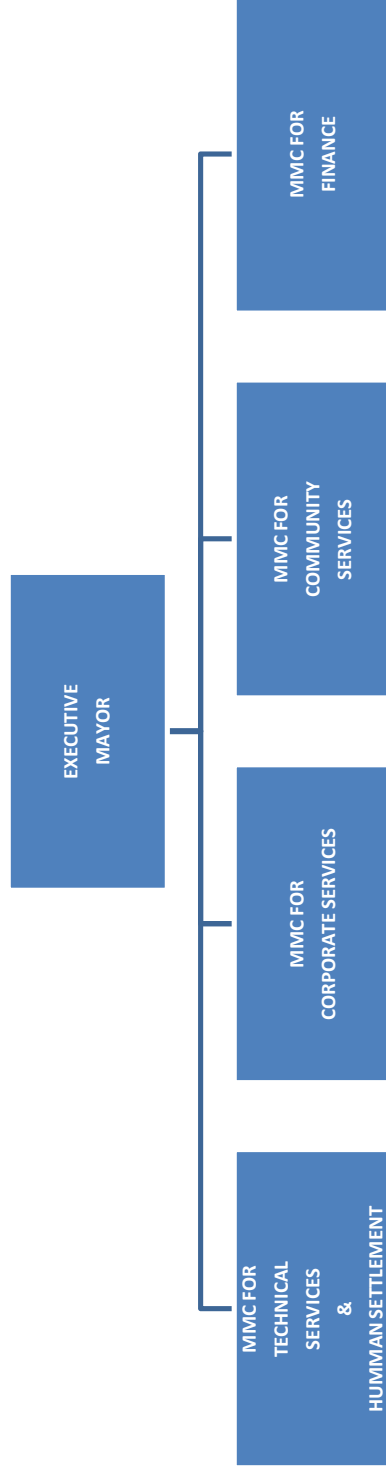 EXECUTIVE
MAYOR
MMC FOR
TECHNICAL
SERVICES
&
HUMMAN SETTLEMENT
MMC FOR
CORPORATE SERVICES
MMC FOR
COMMUNITY
SERVICES
MMC FOR
FINANCE